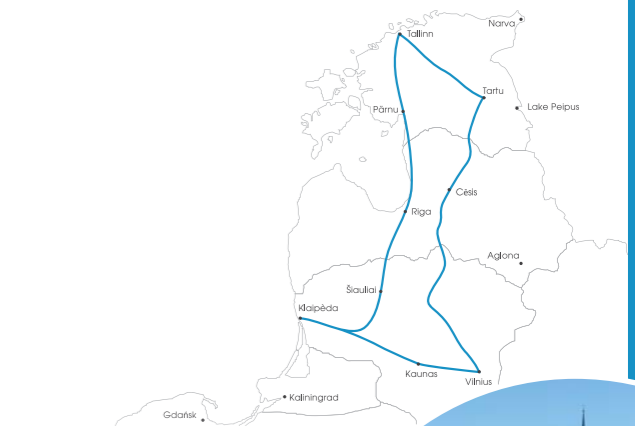 Narva
Tallinn
Tartu
Pärnu
Lake Peipus
Cēsis
Riga
Aglona
Šiauliai
Klaipėda
Kaunas
Vilnius
Kaliningrad
Gdańsk